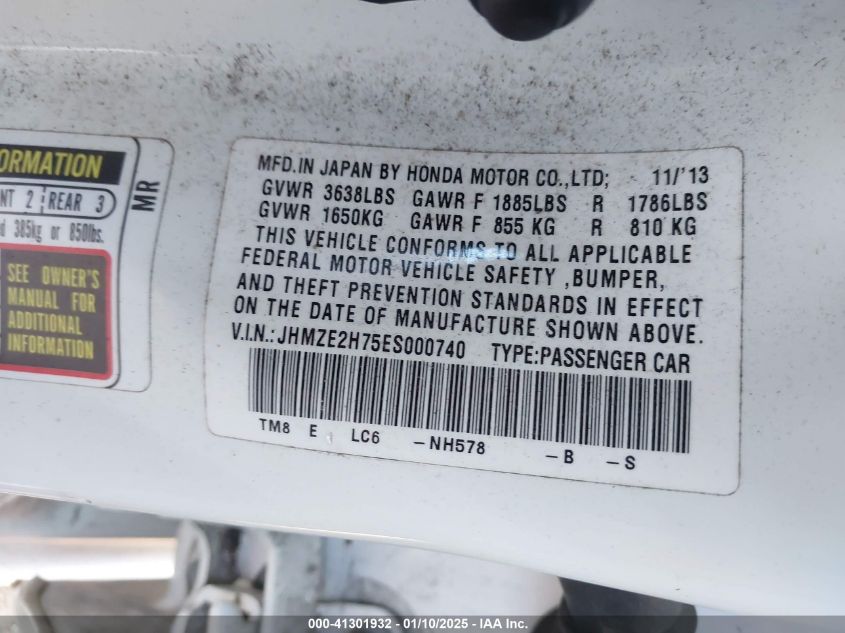 ORMATION
NT 2 REAR 3
d 385kg or 850lbs.
MR
SEE OWNER'S
MANUAL FOR
ADDITIONAL
INFORMATION
MFD.IN JAPAN BY HONDA MOTOR CO.,LTD; 11/'13
GVWR 3638LBS GAWR F 1885LBS R 1786LBS
GVWR 1650KG GAWR F 855 KG R 810 KG
THIS VEHICLE CONFORMS TO ALL APPLICABLE
FEDERAL MOTOR VEHICLE SAFETY ,BUMPER,
AND THEFT PREVENTION STANDARDS IN EFFECT
ON THE DATE OF MANUFACTURE SHOWN ABOVE.
V.I.N.: JHMZE2H75ES000740 TYPE:PASSENGER CAR
TM8 E LC6 -NH578 -B -S
000-41301932 - 01/10/2025 - IAA Inc.